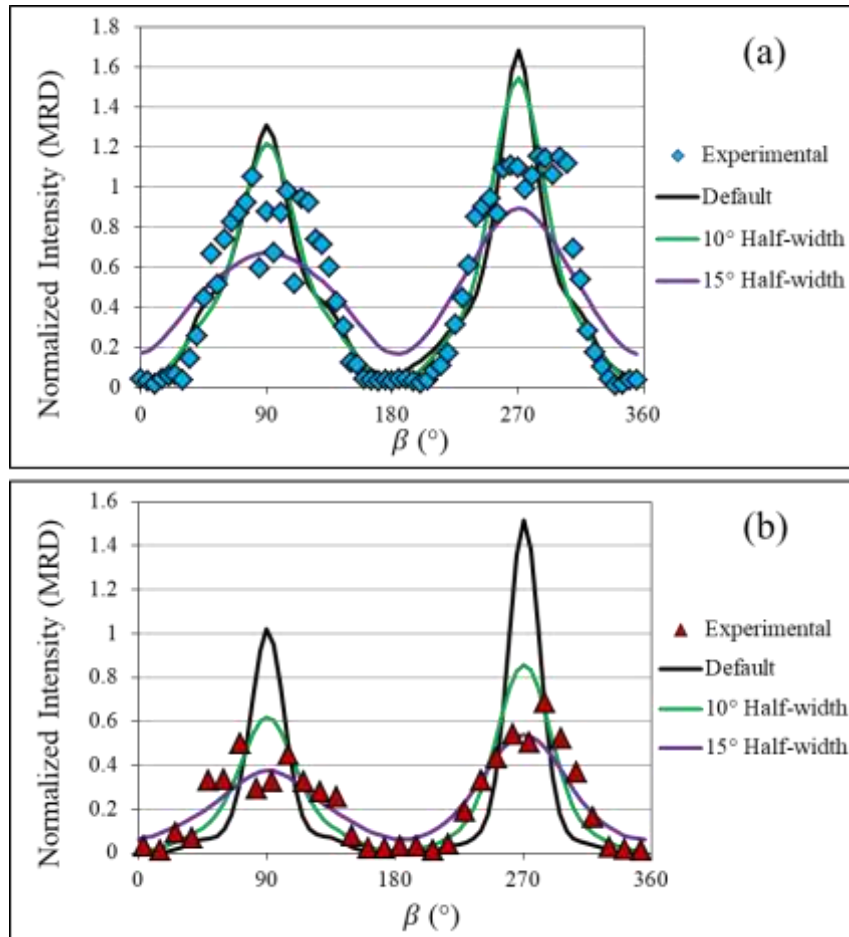 (a)
Normalized Intensity (MRD)
1.8
1.6
1.4
1.2
1
0.8
0.6
0.4
0.2
0
0 90 180 270 360
β (°)
Experimental
Default
10° Half-width
15° Half-width
(b)
Normalized Intensity (MRD)
1.6
1.4
1.2
1
0.8
0.6
0.4
0.2
0
0 90 180 270 360
β (°)
Experimental
Default
10° Half-width
15° Half-width